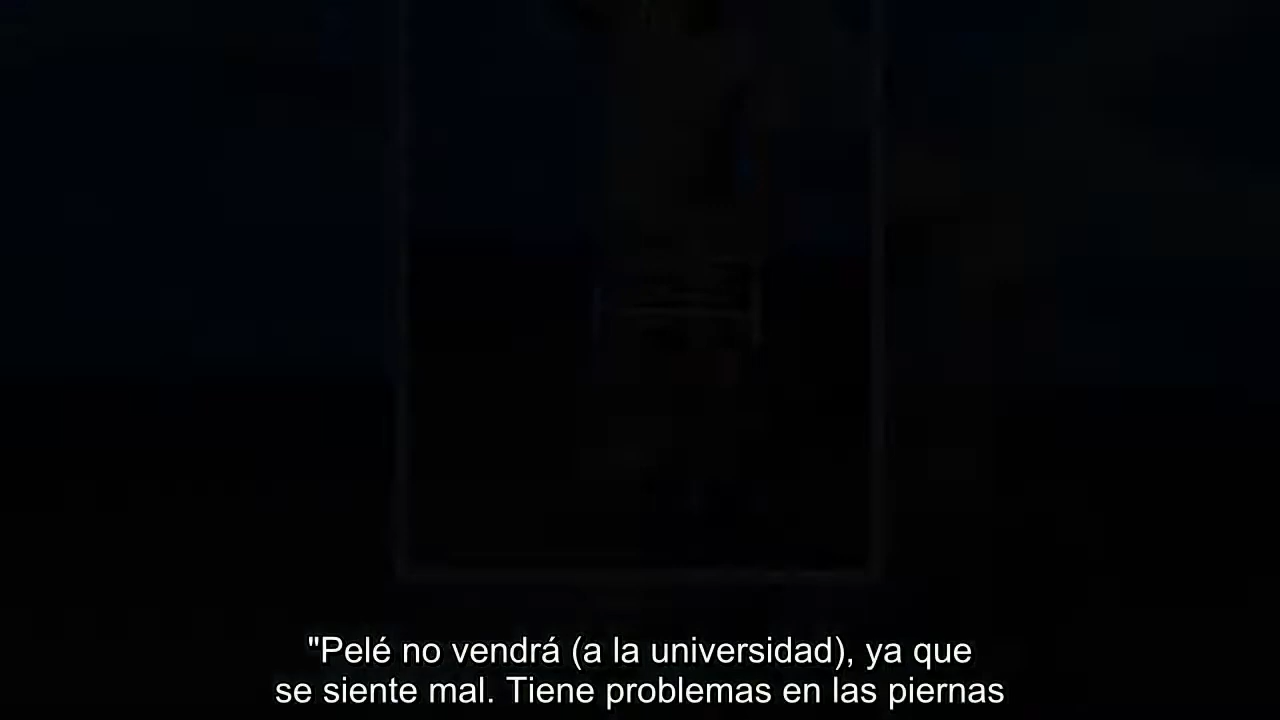 "Pelé no vendrá (a la universidad), ya que
se siente mal. Tiene problemas en las piernas